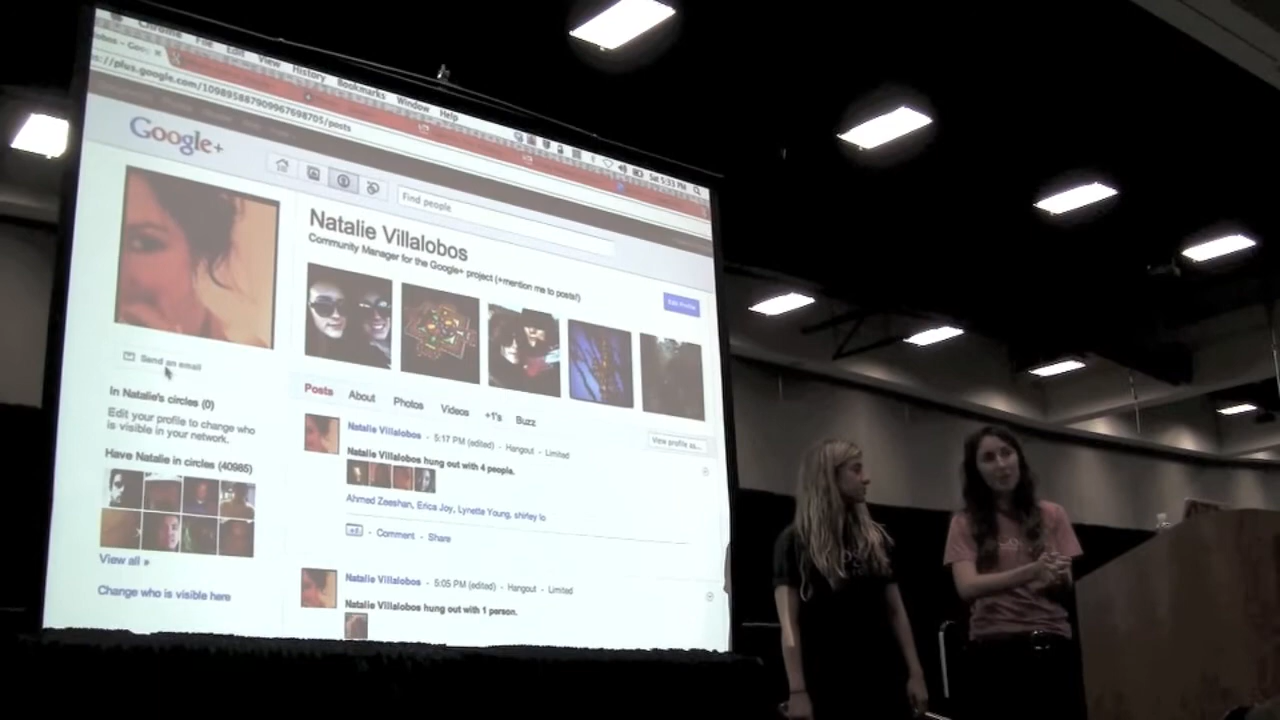 Chrome File Edit View History Bookmarks Window Help
Sat 5:33 PM
://plus.google.com/109895887909967698705/posts
Google+
Find people
Natalie Villalobos
Community Manager for the Google+ project (+mention me to posts!)
Edit Profile
Send an email
In Natalie's circles (0)
Edit your profile to change who
is visible in your network.
Have Natalie in circles (40985)
View all »
Change who is visible here
Posts About Photos Videos +1's Buzz
View profile as...
Natalie Villalobos - 5:17 PM (edited) - Hangout - Limited
Natalie Villalobos hung out with 4 people.
Ahmed Zeeshan, Erica Joy, Lynette Young, shirley lo
+1 - Comment - Share
Natalie Villalobos - 5:05 PM (edited) - Hangout - Limited
Natalie Villalobos hung out with 1 person.